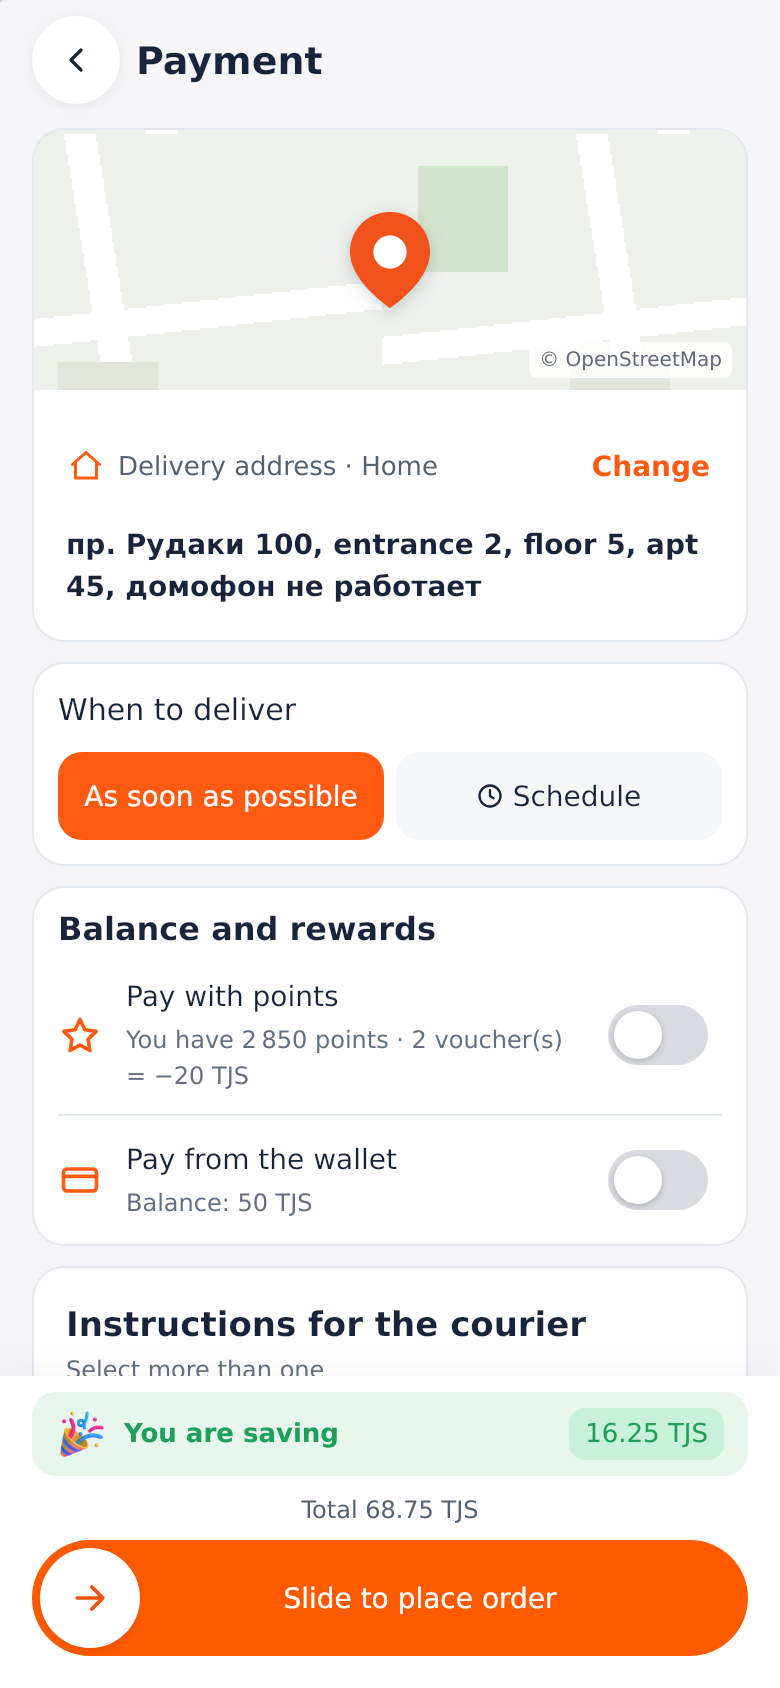 Payment
© OpenStreetMap
Delivery address · Home
Change
пр. Рудаки 100, entrance 2, floor 5, apt
45, домофон не работает
When to deliver
As soon as possible
Schedule
Balance and rewards
Pay with points
You have 2 850 points · 2 voucher(s)
= −20 TJS
Pay from the wallet
Balance: 50 TJS
Instructions for the courier
Select more than one
You are saving
16.25 TJS
Total 68.75 TJS
Slide to place order